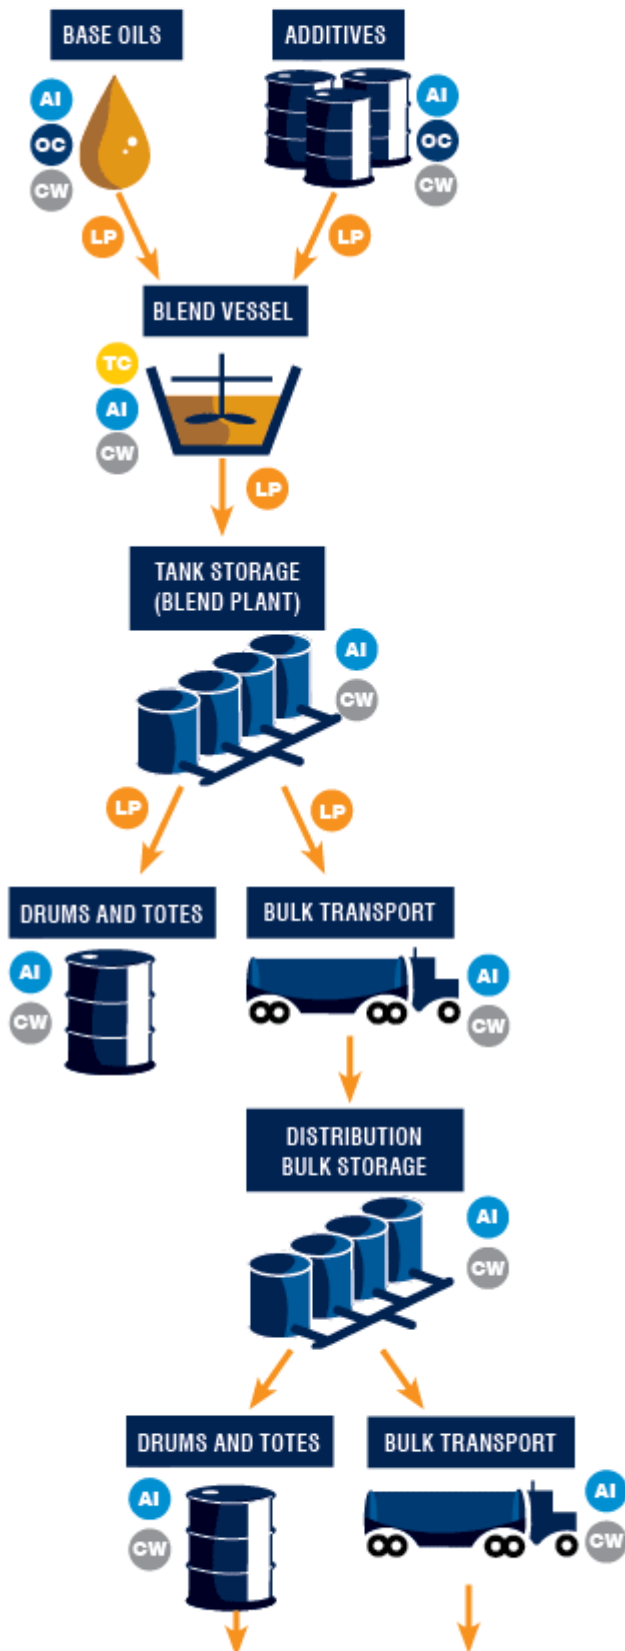 BASE OILS
ADDITIVES
AI
OC
CW
AI
OC
CW
LP
LP
BLEND VESSEL
TC
AI
CW
LP
TANK STORAGE
(BLEND PLANT)
AI
CW
LP
LP
DRUMS AND TOTES
BULK TRANSPORT
AI
CW
AI
CW
DISTRIBUTION
BULK STORAGE
AI
CW
DRUMS AND TOTES
BULK TRANSPORT
AI
CW
AI
CW